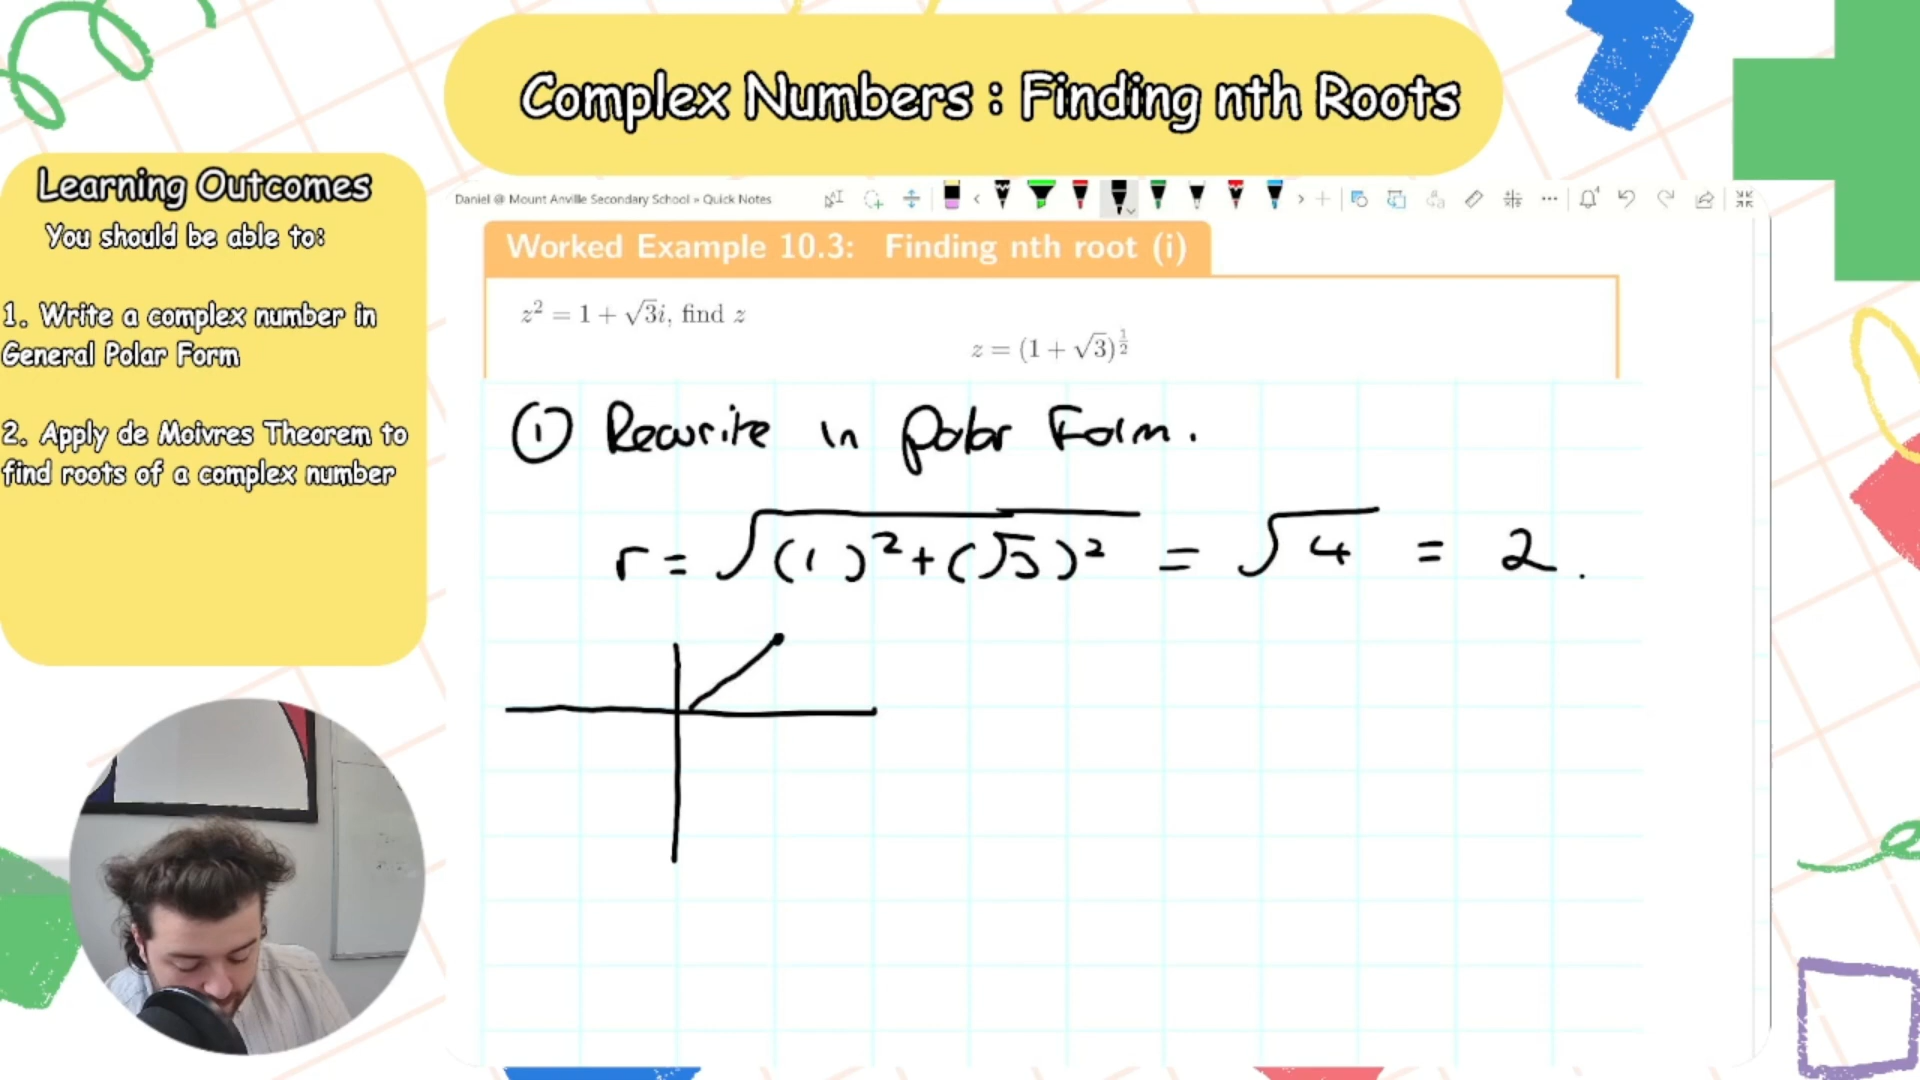 Complex Numbers : Finding nth Roots
Learning Outcomes
You should be able to:
1. Write a complex number in
General Polar Form
2. Apply de Moivres Theorem to
find roots of a complex number
Daniel @ Mount Anville Secondary School » Quick Notes
Worked Example 10.3: Finding nth root (i)
z² = 1 + √3i, find z
z = (1 + √3)^½
① Rewrite in polar Form.
r = √((1)² + (√3)²) = √4 = 2.